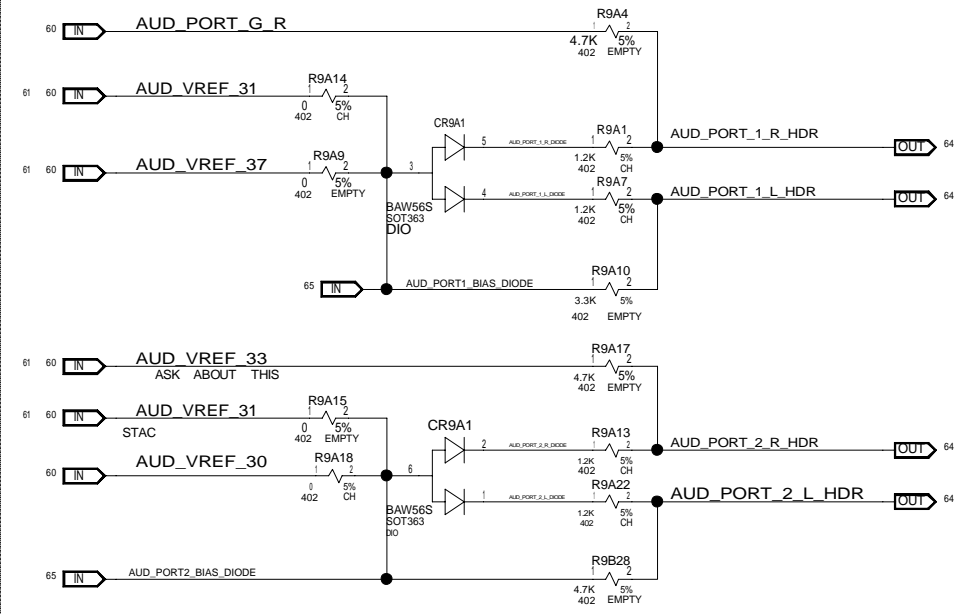 R9A4
60 IN AUD_PORT_G_R 1 2
4.7K 5%
402 EMPTY
R9A14
61 60 IN AUD_VREF_31 1 2
0 5%
402 CH
CR9A1
R9A1
5 AUD_PORT_1_R_DIODE 1 2 AUD_PORT_1_R_HDR OUT 64
1.2K 5%
402 CH
R9A9
61 60 IN AUD_VREF_37 1 2 3
0 5%
402 EMPTY
R9A7
4 AUD_PORT_1_L_DIODE 1 2 AUD_PORT_1_L_HDR OUT 64
1.2K 5%
402 CH
BAW56S
SOT363
DIO
R9A10
65 IN AUD_PORT1_BIAS_DIODE 1 2
3.3K 5%
402 EMPTY
R9A17
61 60 IN AUD_VREF_33 1 2
ASK ABOUT THIS
4.7K 5%
402 EMPTY
R9A15
61 60 IN AUD_VREF_31 1 2
STAC
0 5%
402 EMPTY
CR9A1
R9A13
2 AUD_PORT_2_R_DIODE 1 2 AUD_PORT_2_R_HDR OUT 64
1.2K 5%
402 CH
R9A18
60 IN AUD_VREF_30 1 2 6
0 5%
402 CH
R9A22
1 AUD_PORT_2_L_DIODE 1 2 AUD_PORT_2_L_HDR OUT 64
1.2K 5%
402 CH
BAW56S
SOT363
DIO
R9B28
65 IN AUD_PORT2_BIAS_DIODE 1 2
4.7K 5%
402 EMPTY